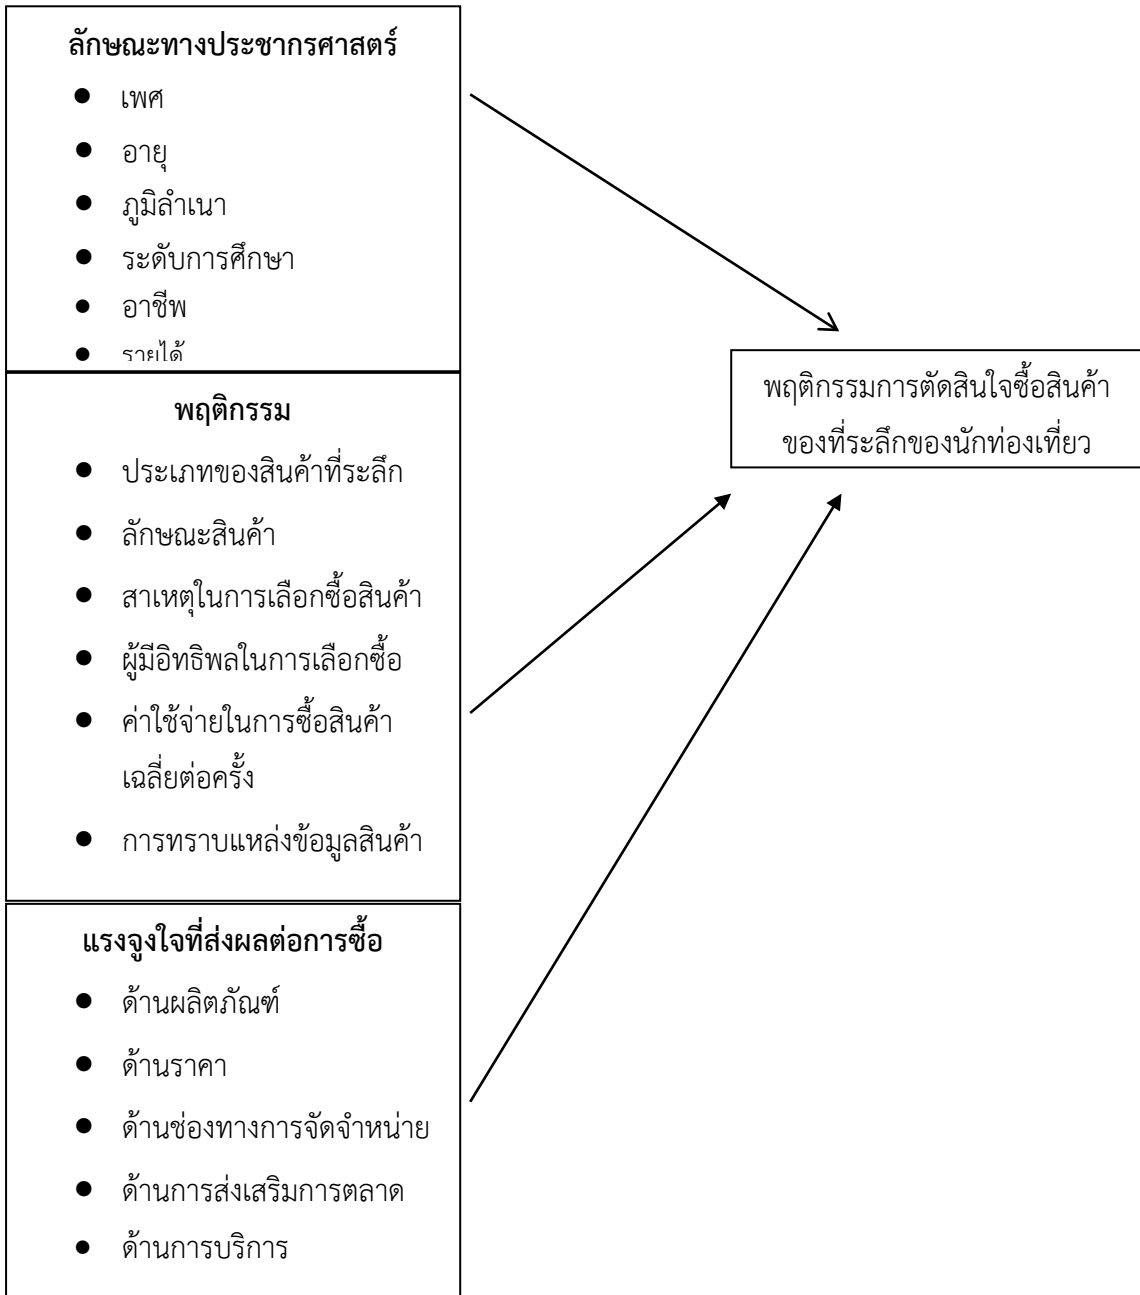 ลักษณะทางประชากรศาสตร์
● เพศ
● อายุ
● ภูมิลำเนา
● ระดับการศึกษา
● อาชีพ
● รายได้
พฤติกรรม
● ประเภทของสินค้าที่ระลึก
● ลักษณะสินค้า
● สาเหตุในการเลือกซื้อสินค้า
● ผู้มีอิทธิพลในการเลือกซื้อ
● ค่าใช้จ่ายในการซื้อสินค้า
เฉลี่ยต่อครั้ง
● การทราบแหล่งข้อมูลสินค้า
แรงจูงใจที่ส่งผลต่อการซื้อ
● ด้านผลิตภัณฑ์
● ด้านราคา
● ด้านช่องทางการจัดจำหน่าย
● ด้านการส่งเสริมการตลาด
● ด้านการบริการ
พฤติกรรมการตัดสินใจซื้อสินค้า
ของที่ระลึกของนักท่องเที่ยว